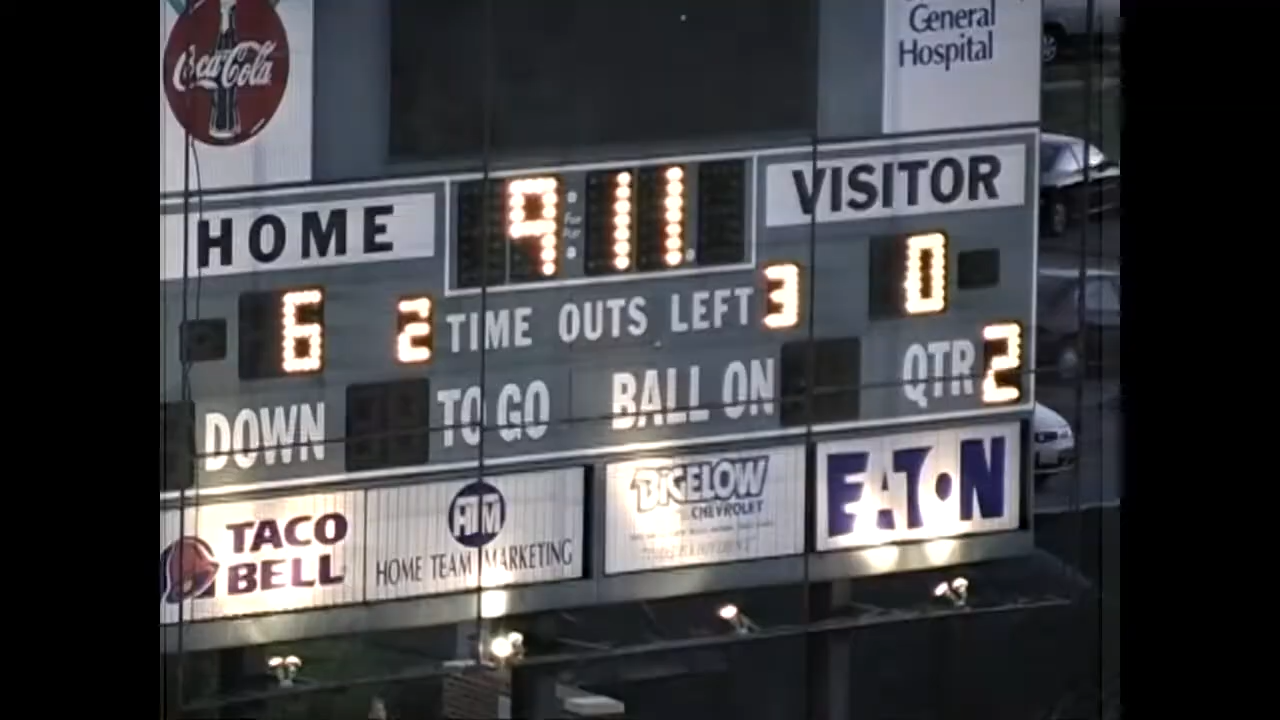 Coca-Cola
General
Hospital
HOME
9:11
VISITOR
6
2
TIME OUTS LEFT
3
0
DOWN
TO GO
BALL ON
QTR
2
TACO
BELL
HTM
HOME TEAM MARKETING
BIGELOW
CHEVROLET
EATON